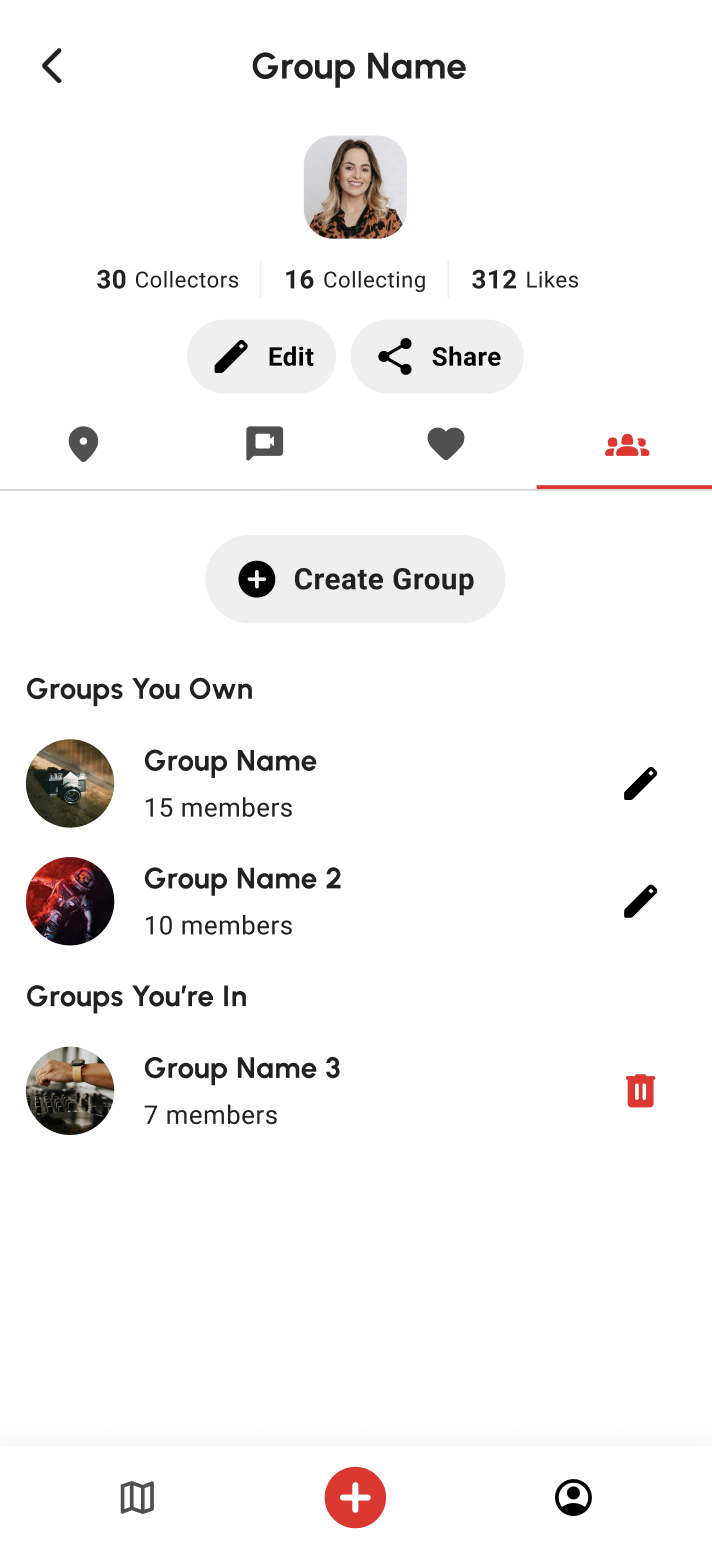 Group Name
30 Collectors 16 Collecting 312 Likes
Edit Share
Create Group
Groups You Own
Group Name
15 members
Group Name 2
10 members
Groups You’re In
Group Name 3
7 members